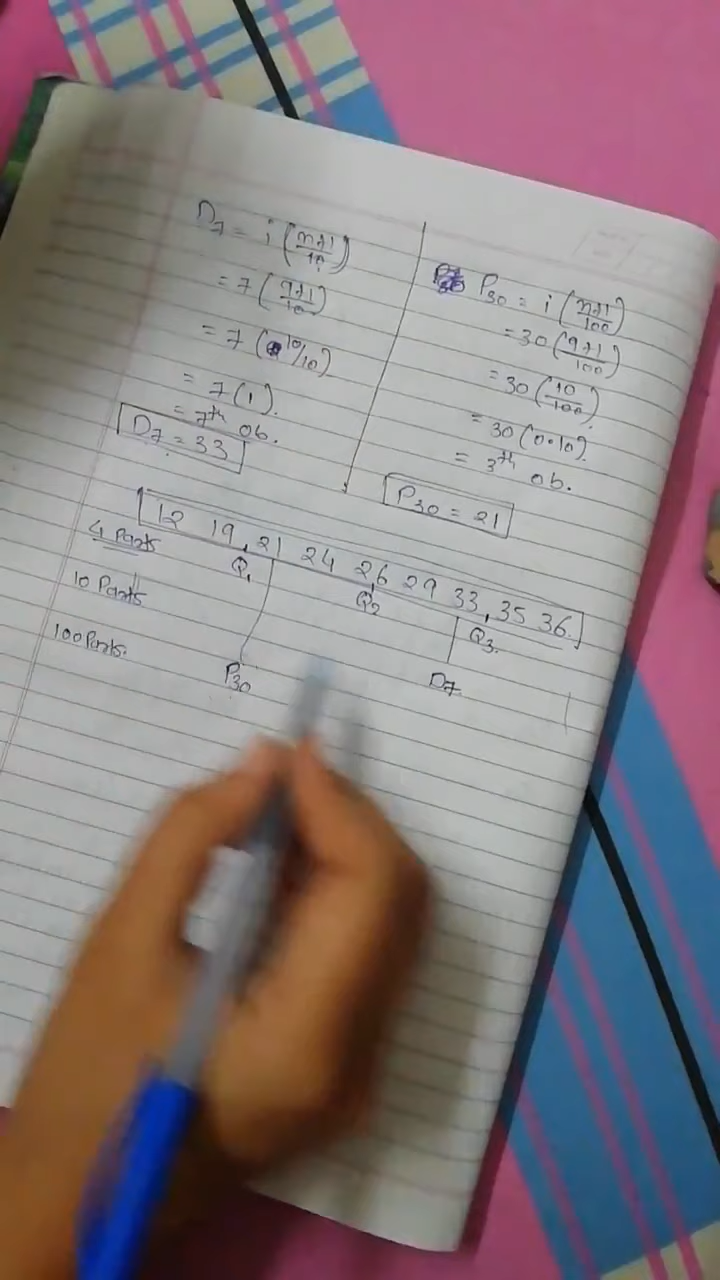 D7 = i (n+1/10)
= 7 (9+1/10)
= 7 (10/10)
= 7(1)
= 7th ob.
D7 = 33
P30 = i (n+1/100)
= 30 (9+1/100)
= 30 (10/100)
= 30 (0.10)
= 3th ob.
P30 = 21
12 19, 21 24 26 29 33, 35 36.
4 Parts
Q1 Q2 Q3.
10 Parts
100 Parts.
P30 D7